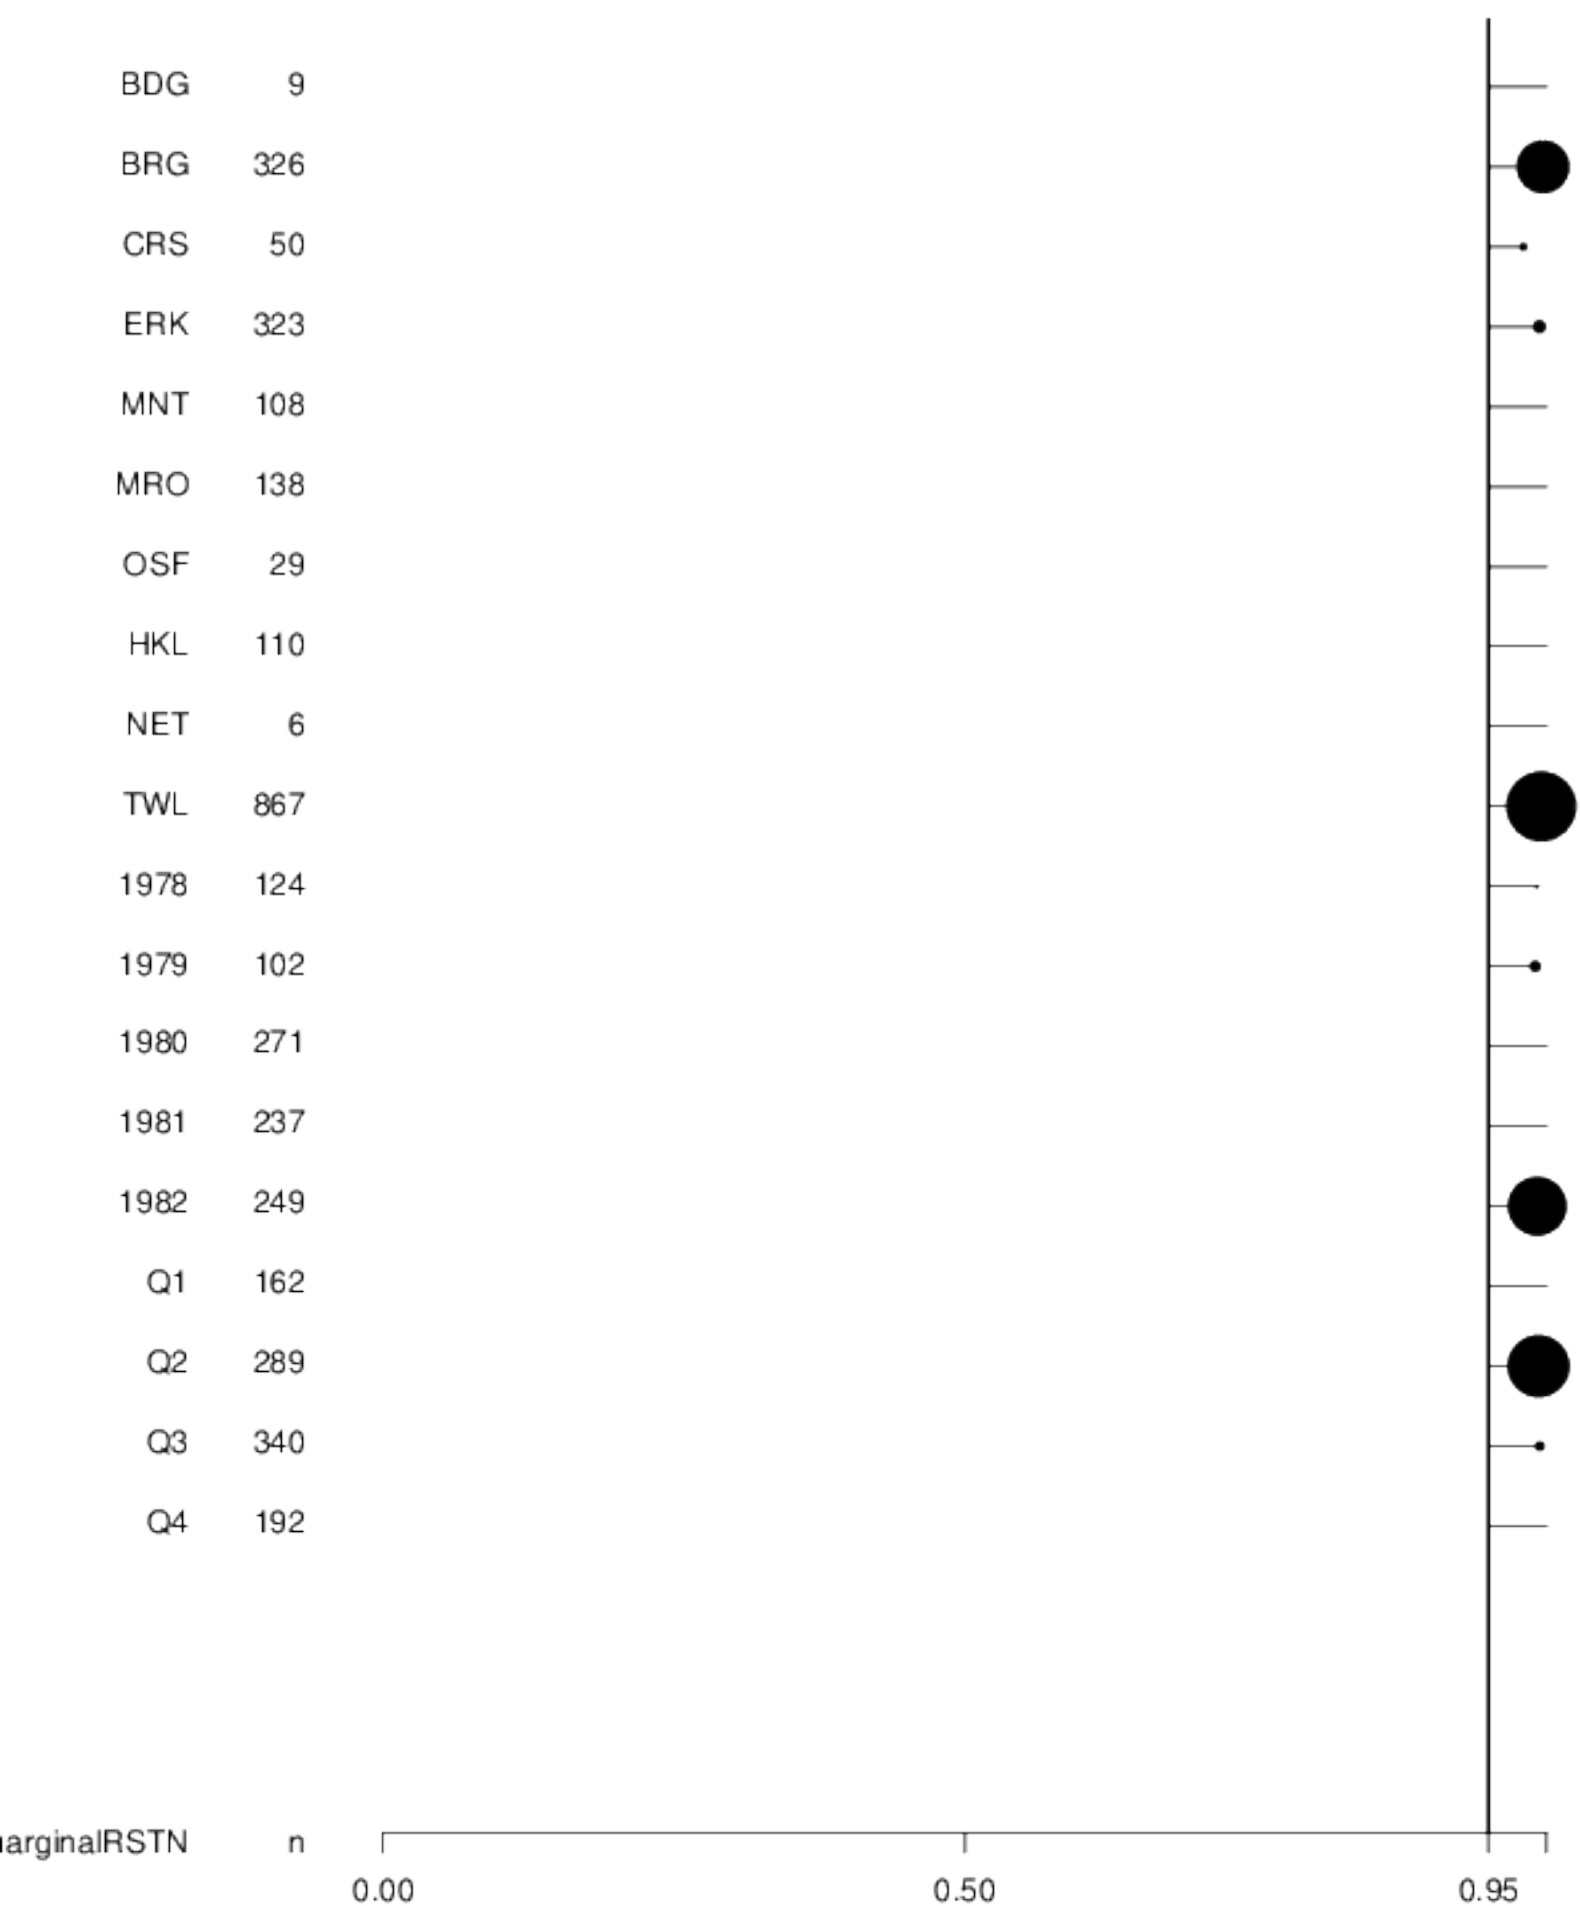 BDG 9
BRG 326
CRS 50
ERK 323
MNT 108
MRO 138
OSF 29
HKL 110
NET 6
TWL 867
1978 124
1979 102
1980 271
1981 237
1982 249
Q1 162
Q2 289
Q3 340
Q4 192
arginalRSTN n
0.00 0.50 0.95